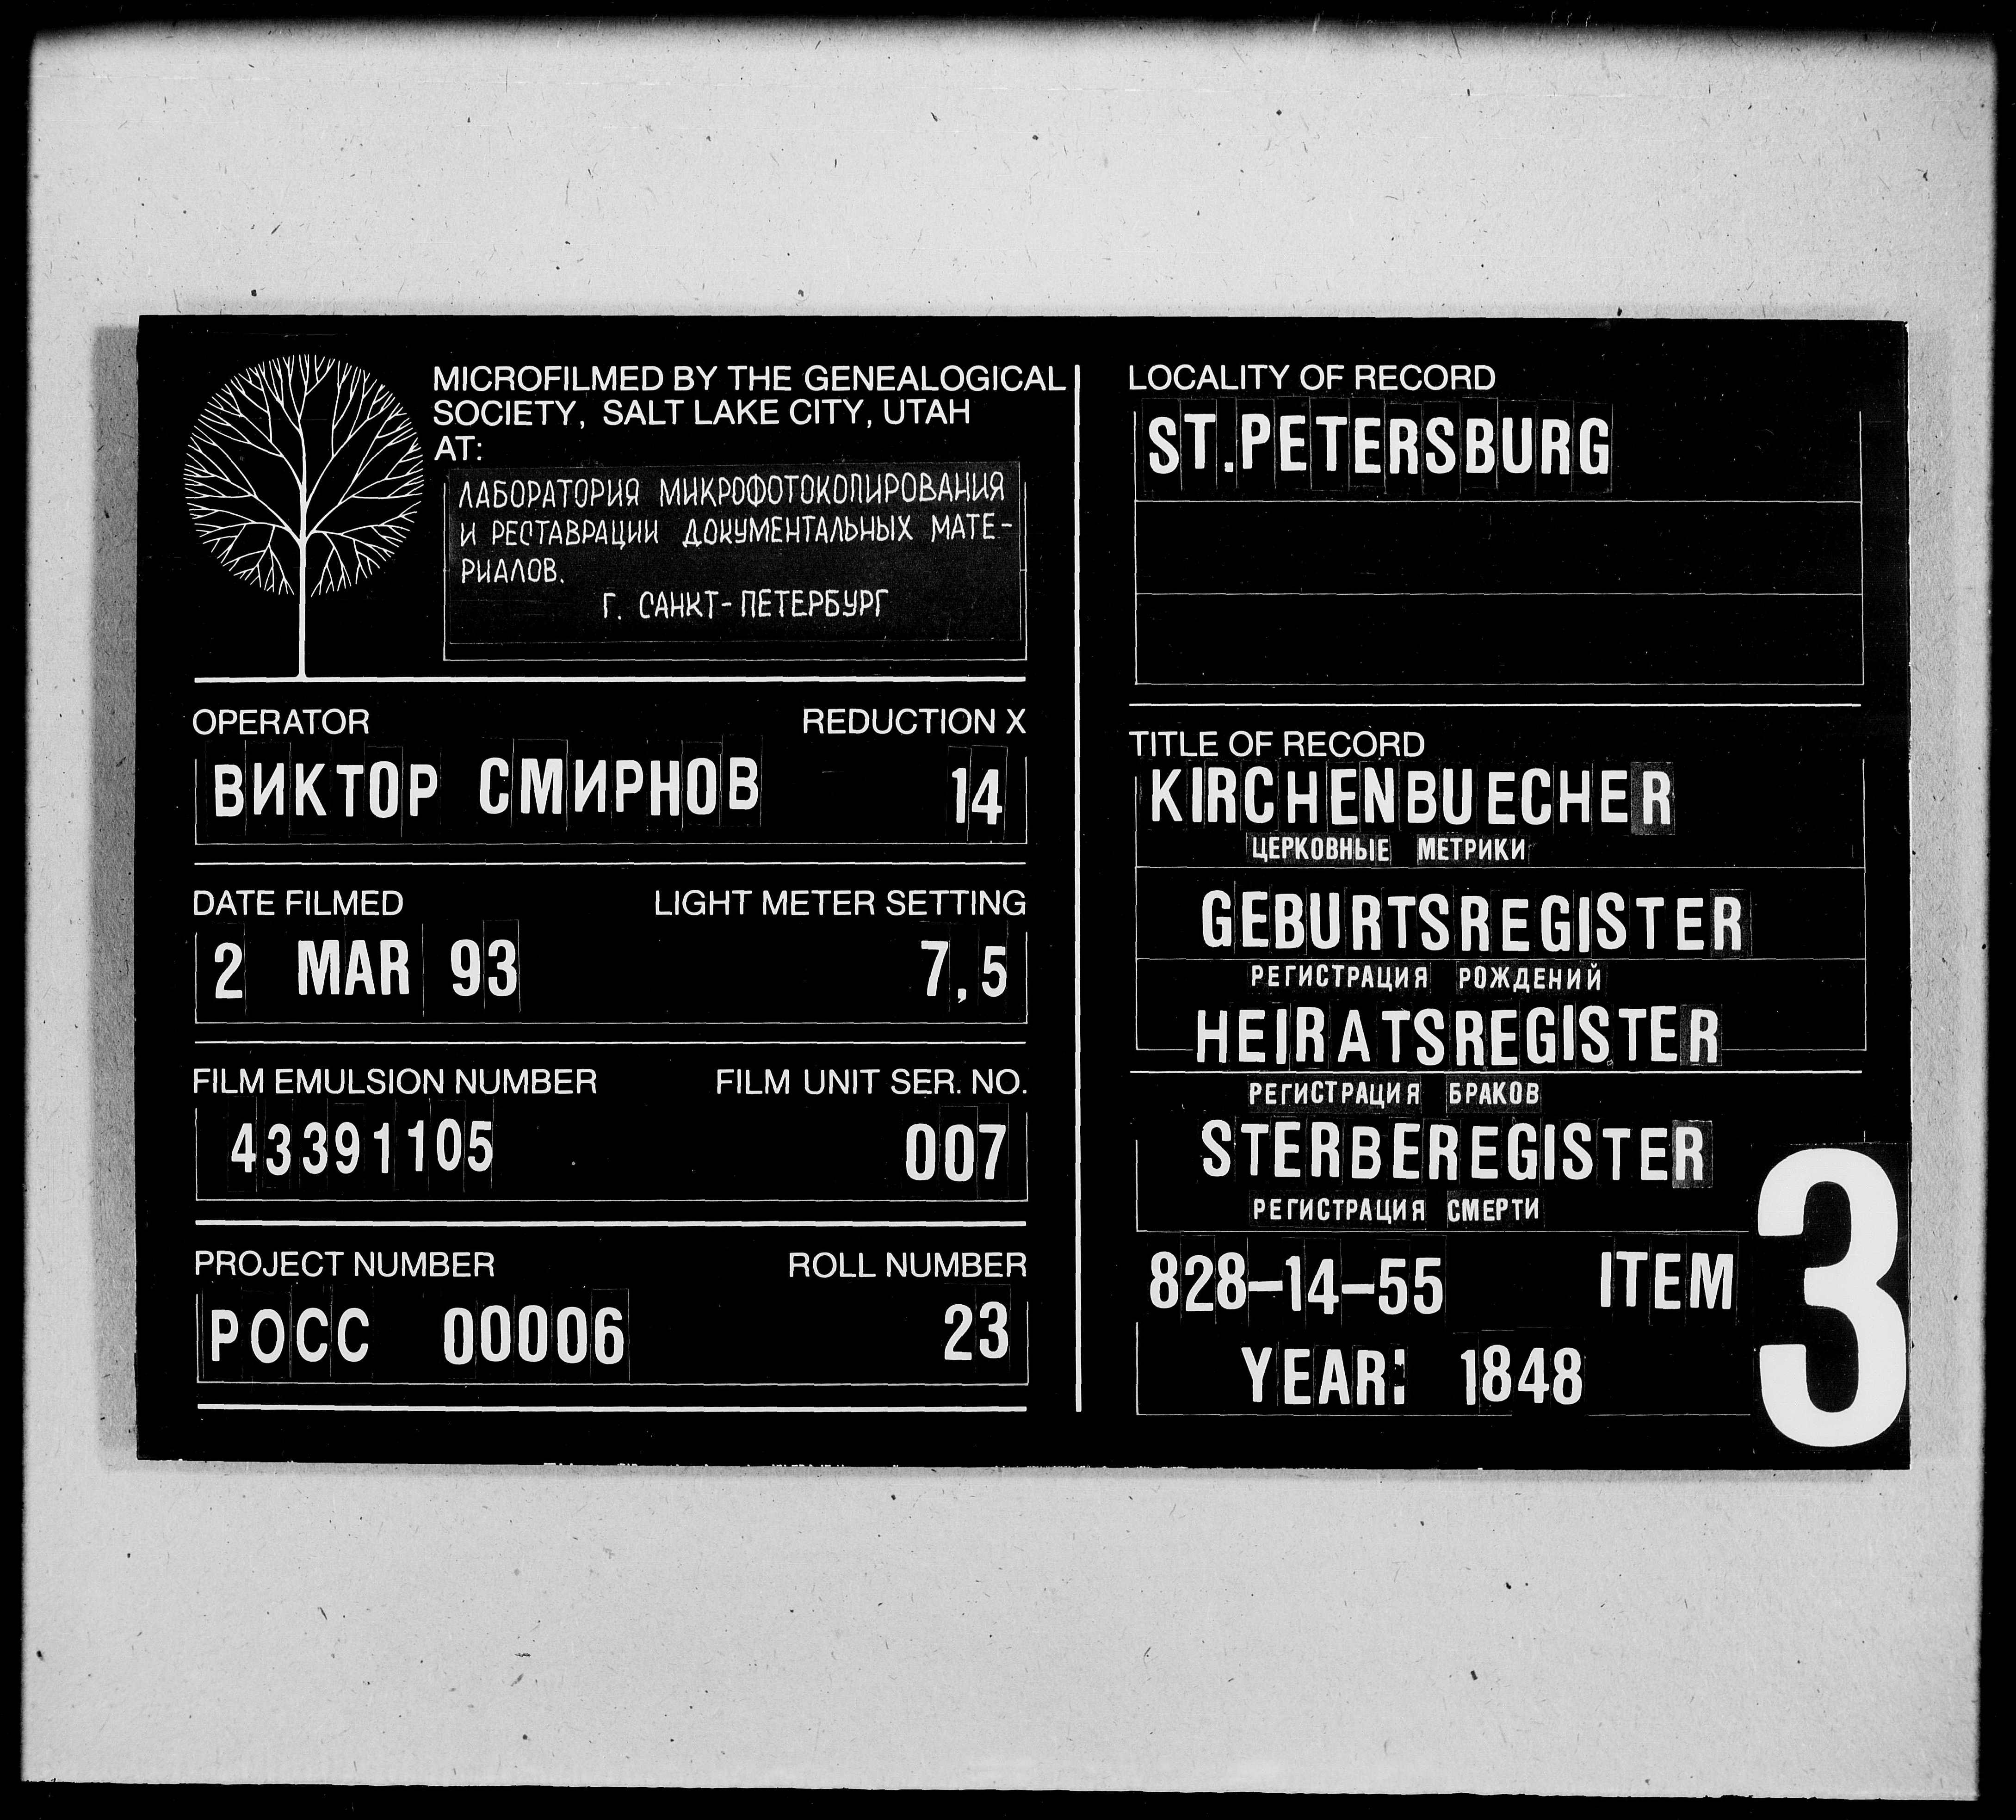 MICROFILMED BY THE GENEALOGICAL
SOCIETY, SALT LAKE CITY, UTAH
AT:
ЛАБОРАТОРИЯ МИКРОФОТОКОПИРОВАНИЯ
И РЕСТАВРАЦИИ ДОКУМЕНТАЛЬНЫХ МАТЕ-
РИАЛОВ.
Г. САНКТ-ПЕТЕРБУРГ
OPERATOR REDUCTION X
ВИКТОР СМИРНОВ 14
DATE FILMED LIGHT METER SETTING
2 MAR 93 7,5
FILM EMULSION NUMBER FILM UNIT SER. NO.
43391105 007
PROJECT NUMBER ROLL NUMBER
РОСС 00006 23
LOCALITY OF RECORD
ST.PETERSBURG
TITLE OF RECORD
KIRCHENBUECHER
ЦЕРКОВНЫЕ МЕТРИКИ
GEBURTSREGISTER
РЕГИСТРАЦИЯ РОЖДЕНИЙ
HEIRATSREGISTER
РЕГИСТРАЦИЯ БРАКОВ
STERBEREGISTER
РЕГИСТРАЦИЯ СМЕРТИ
828-14-55 ITEM 3
YEAR: 1848